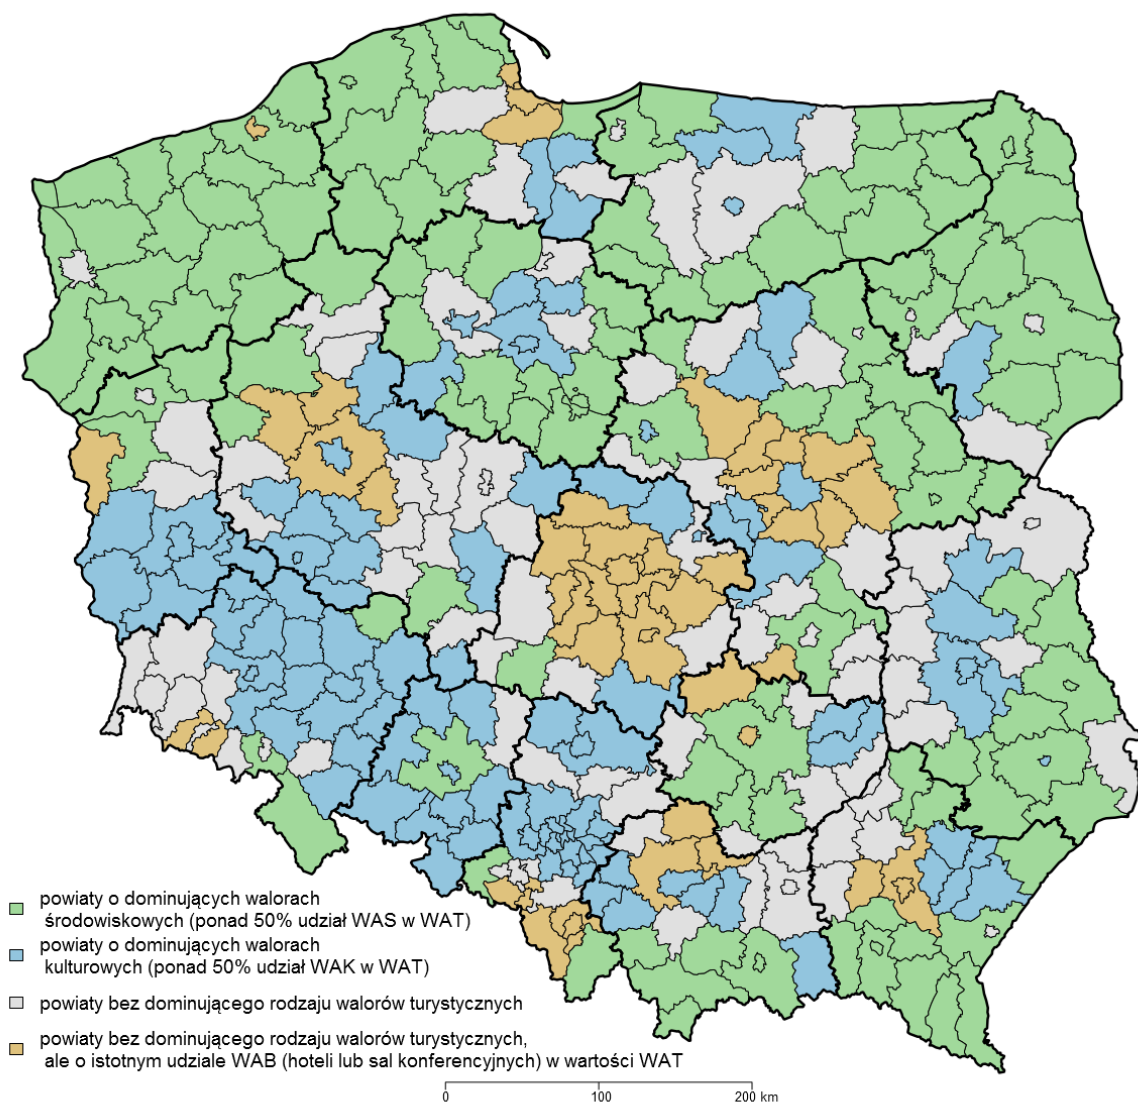 powiaty o dominujących walorach
środowiskowych (ponad 50% udział WAS w WAT)
powiaty o dominujących walorach
kulturowych (ponad 50% udział WAK w WAT)
powiaty bez dominującego rodzaju walorów turystycznych
powiaty bez dominującego rodzaju walorów turystycznych,
ale o istotnym udziale WAB (hoteli lub sal konferencyjnych) w wartości WAT
0 100 200 km